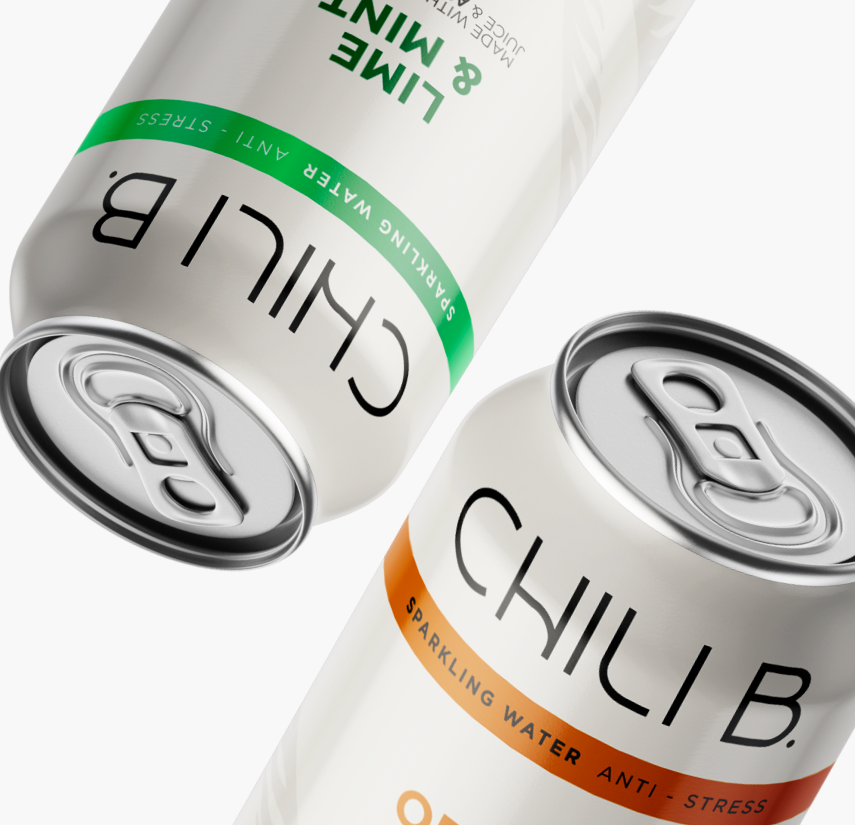 CHILI B.
SPARKLING WATER ANTI - STRESS
LIME
& MINT
MADE WITH
JUICE &
CHILI B.
SPARKLING WATER ANTI - STRESS